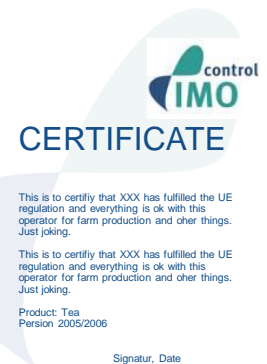 control
IMO
CERTIFICATE
This is to certifiy that XXX has fulfilled the UE
regulation and everything is ok with this
operator for farm production and oher things.
Just joking.
This is to certifiy that XXX has fulfilled the UE
regulation and everything is ok with this
operator for farm production and oher things.
Just joking.
Product: Tea
Persion 2005/2006
Signatur, Date